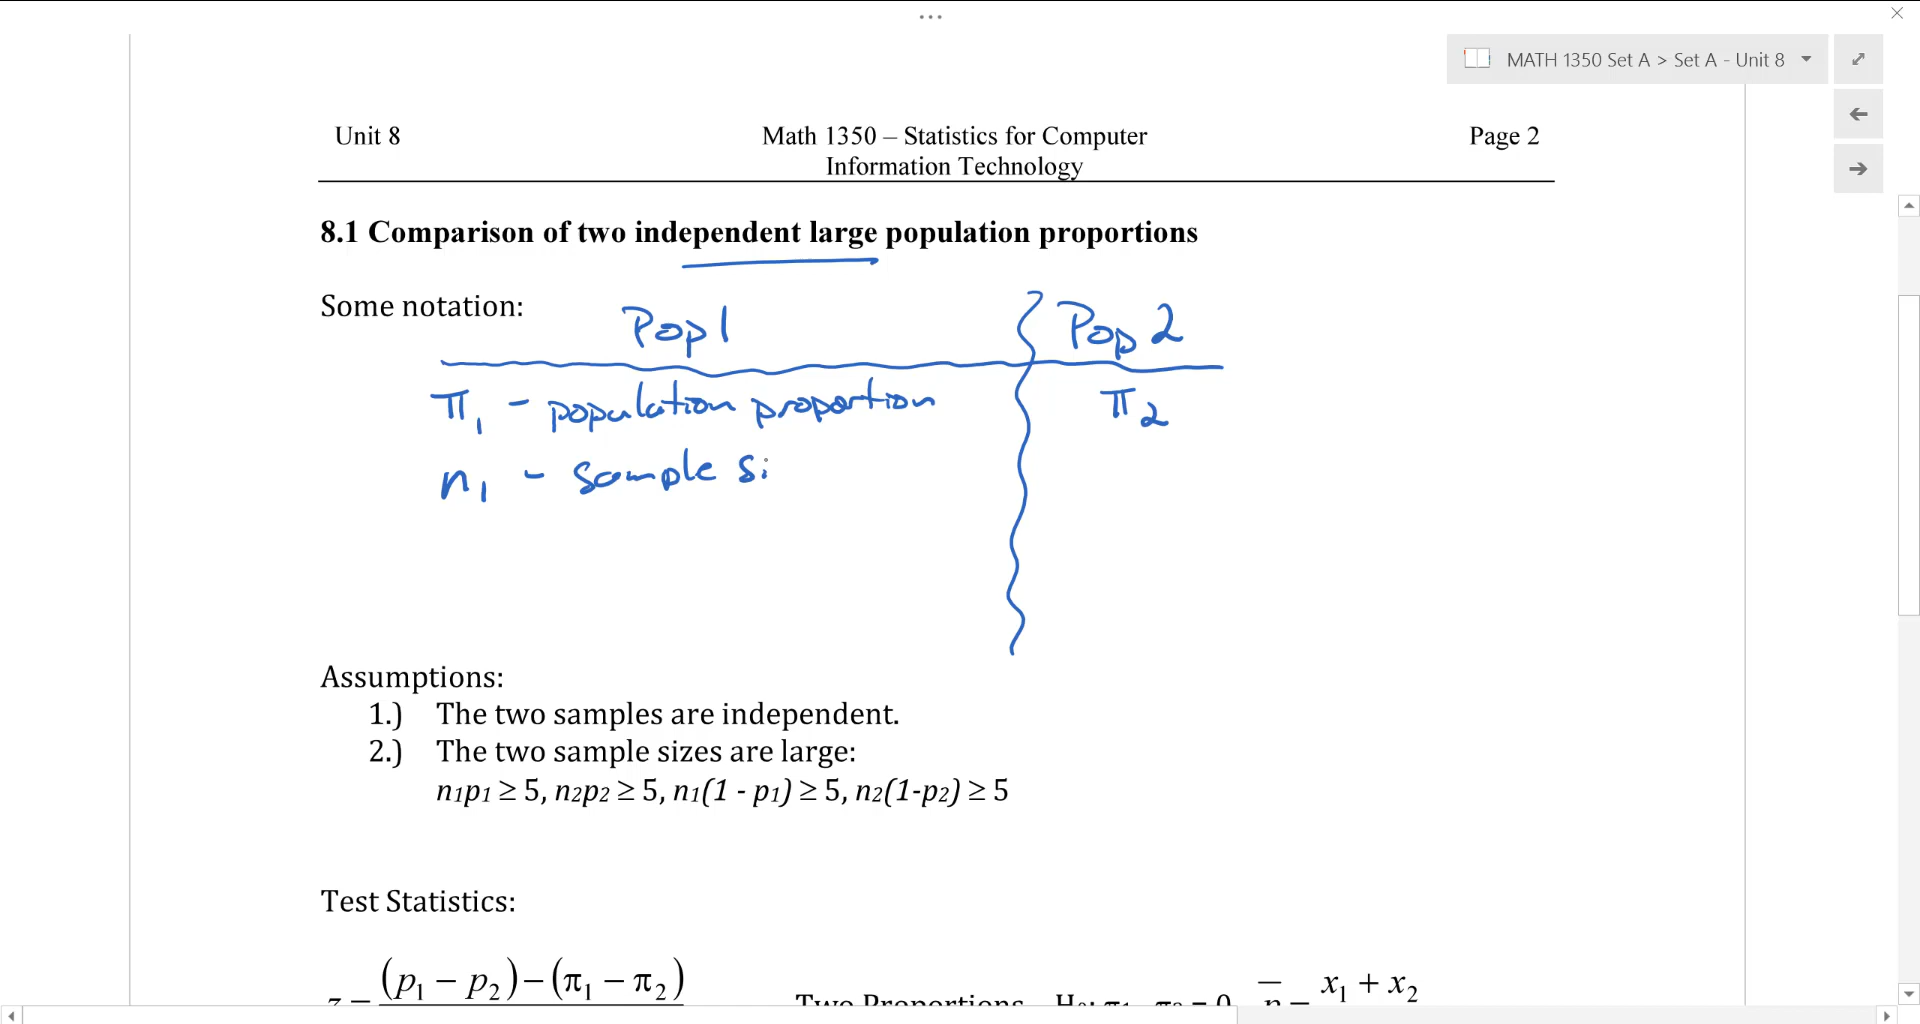 MATH 1350 Set A > Set A - Unit 8
Unit 8 Math 1350 – Statistics for Computer Page 2
Information Technology
8.1 Comparison of two independent large population proportions
Some notation:
Pop 1 Pop 2
π₁ - population proportion π₂
n₁ - sample si
Assumptions:
1.) The two samples are independent.
2.) The two sample sizes are large:
n₁p₁ ≥ 5, n₂p₂ ≥ 5, n₁(1 - p₁) ≥ 5, n₂(1-p₂) ≥ 5
Test Statistics:
(p₁ − p₂) − (π₁ − π₂) x₁ + x₂
Two Proportions